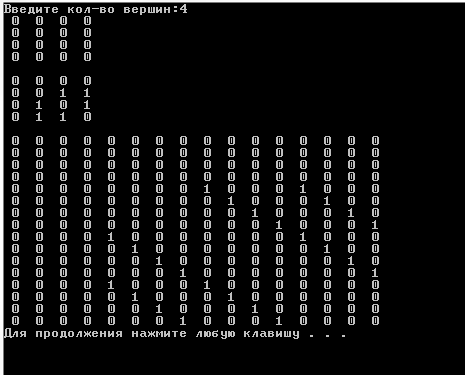 Введите кол-во вершин:4
0 0 0 0
0 0 0 0
0 0 0 0
0 0 0 0
0 0 0 0
0 0 1 1
0 1 0 1
0 1 1 0
0 0 0 0 0 0 0 0 0 0 0 0 0 0 0 0
0 0 0 0 0 0 0 0 0 0 0 0 0 0 0 0
0 0 0 0 0 0 0 0 0 0 0 0 0 0 0 0
0 0 0 0 0 0 0 0 0 0 0 0 0 0 0 0
0 0 0 0 0 0 0 0 1 0 0 0 1 0 0 0
0 0 0 0 0 0 0 0 0 1 0 0 0 1 0 0
0 0 0 0 0 0 0 0 0 0 1 0 0 0 1 0
0 0 0 0 0 0 0 0 0 0 0 1 0 0 0 1
0 0 0 0 1 0 0 0 0 0 0 0 1 0 0 0
0 0 0 0 0 1 0 0 0 0 0 0 0 1 0 0
0 0 0 0 0 0 1 0 0 0 0 0 0 0 1 0
0 0 0 0 0 0 0 1 0 0 0 0 0 0 0 1
0 0 0 0 1 0 0 0 1 0 0 0 0 0 0 0
0 0 0 0 0 1 0 0 0 1 0 0 0 0 0 0
0 0 0 0 0 0 1 0 0 0 1 0 0 0 0 0
0 0 0 0 0 0 0 1 0 0 0 1 0 0 0 0
Для продолжения нажмите любую клавишу . . .